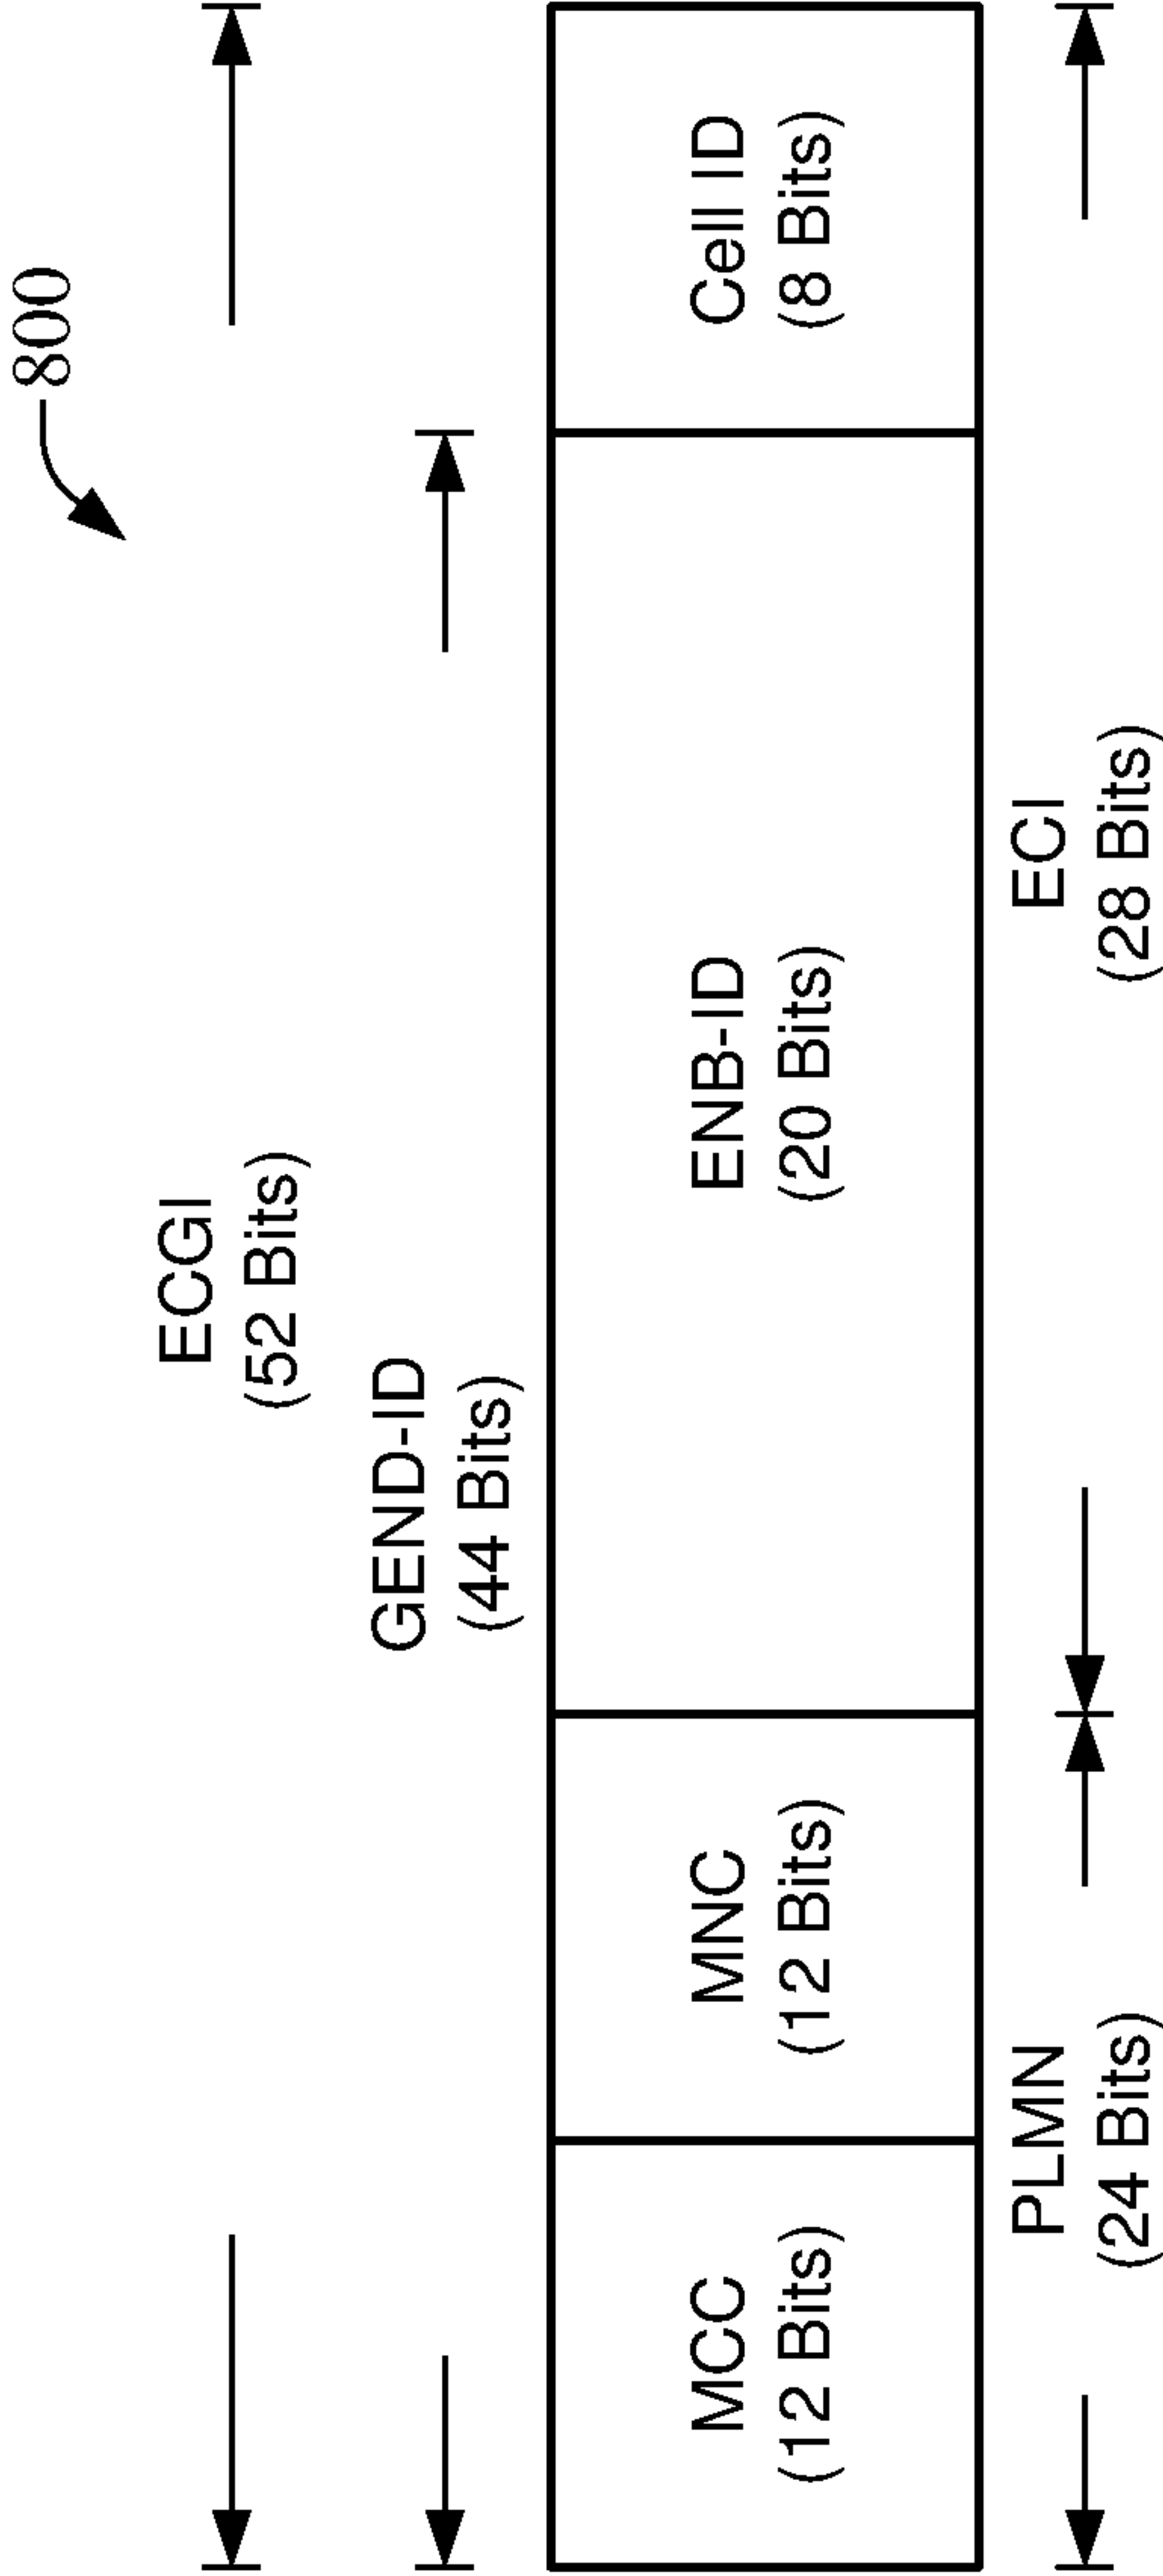 800
ECGI
(52 Bits)
GEND-ID
(44 Bits)
MCC
(12 Bits)
MNC
(12 Bits)
ENB-ID
(20 Bits)
Cell ID
(8 Bits)
PLMN
(24 Bits)
ECI
(28 Bits)